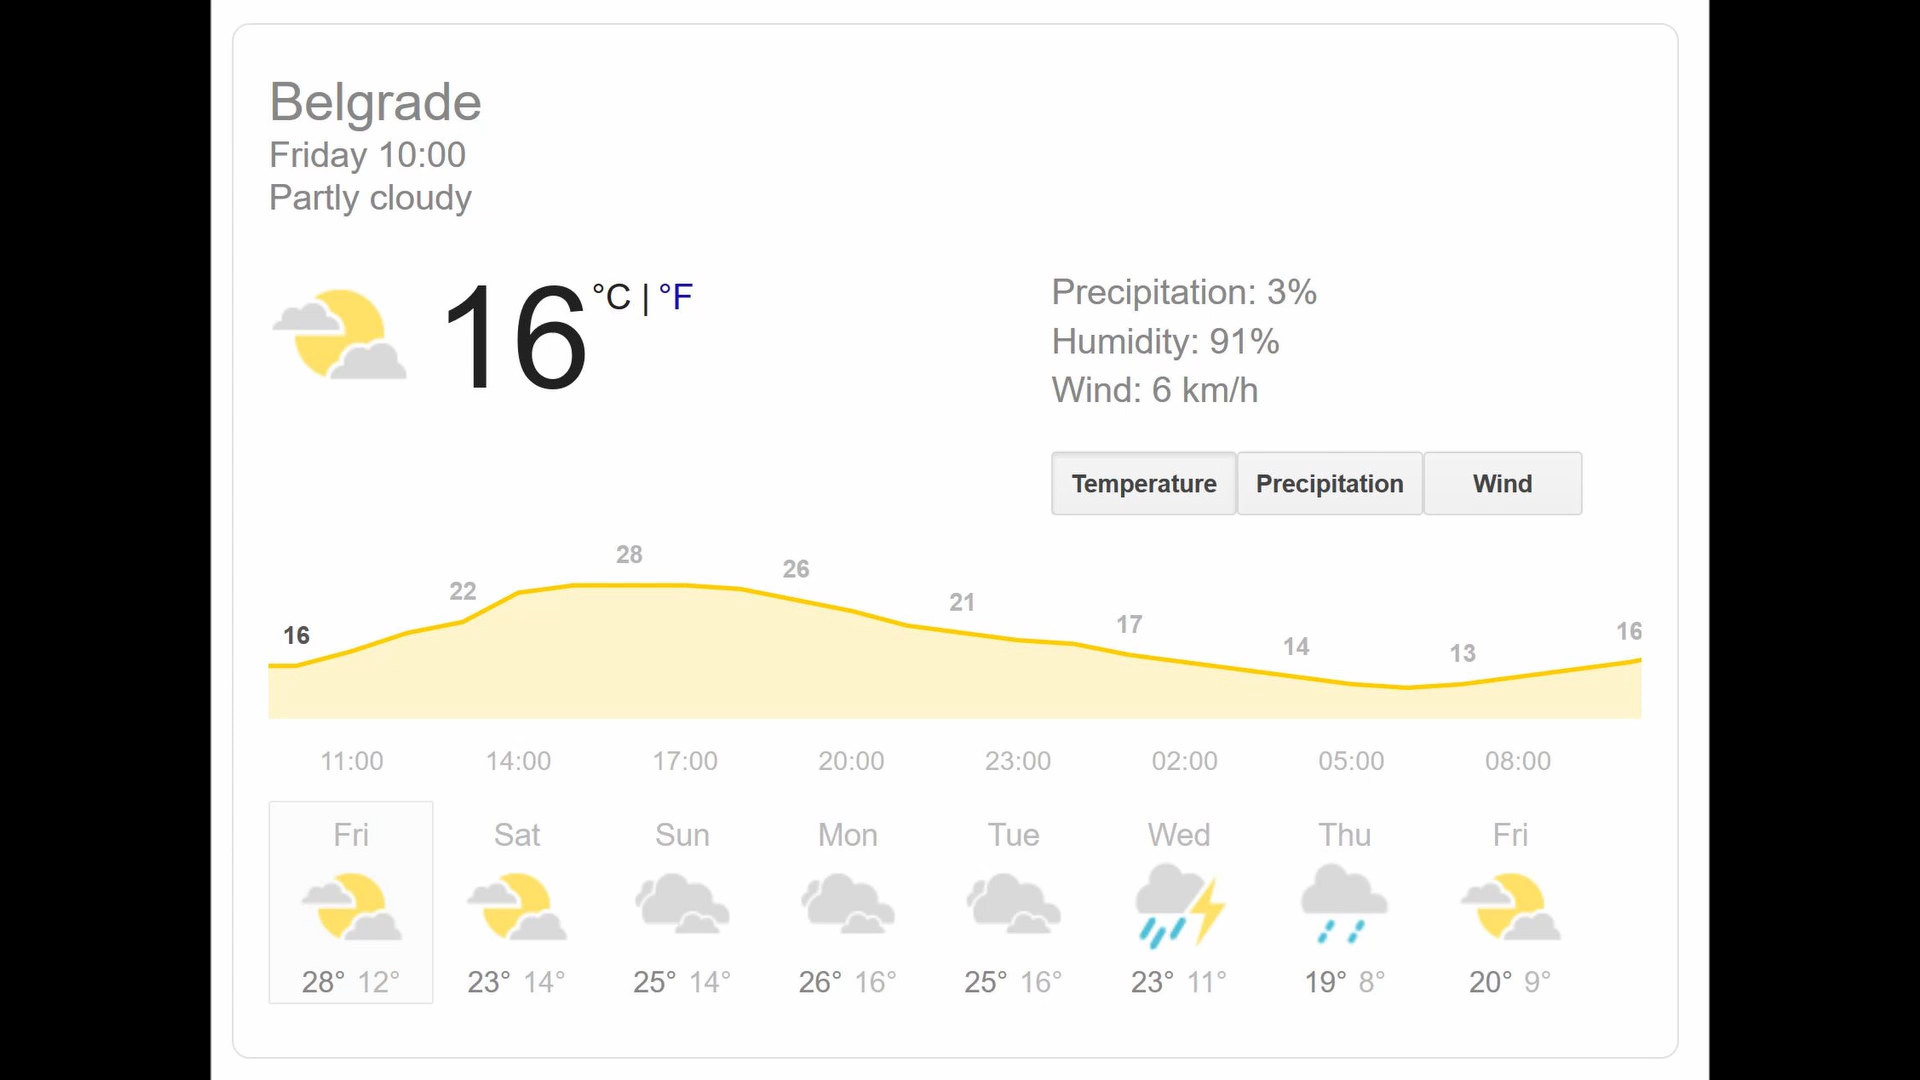 Belgrade
Friday 10:00
Partly cloudy
16 °C | °F
Precipitation: 3%
Humidity: 91%
Wind: 6 km/h
Temperature Precipitation Wind
16 22 28 26 21 17 14 13 16
11:00 14:00 17:00 20:00 23:00 02:00 05:00 08:00
Fri Sat Sun Mon Tue Wed Thu Fri
28° 12° 23° 14° 25° 14° 26° 16° 25° 16° 23° 11° 19° 8° 20° 9°